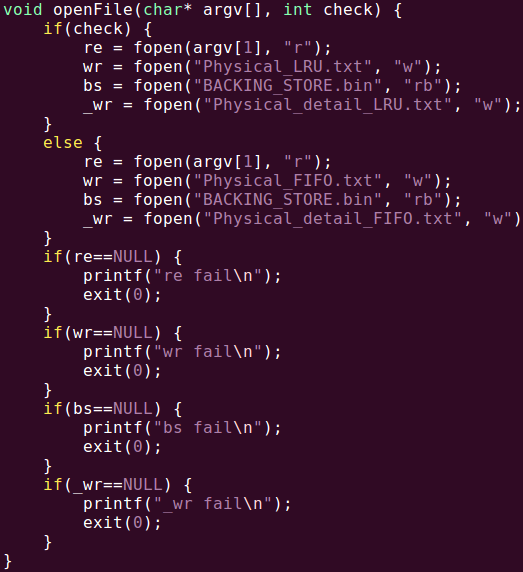 void openFile(char* argv[], int check) {
    if(check) {
        re = fopen(argv[1], "r");
        wr = fopen("Physical_LRU.txt", "w");
        bs = fopen("BACKING_STORE.bin", "rb");
        _wr = fopen("Physical_detail_LRU.txt", "w");
    }
    else {
        re = fopen(argv[1], "r");
        wr = fopen("Physical_FIFO.txt", "w");
        bs = fopen("BACKING_STORE.bin", "rb");
        _wr = fopen("Physical_detail_FIFO.txt", "w")
    }
    if(re==NULL) {
        printf("re fail\n");
        exit(0);
    }
    if(wr==NULL) {
        printf("wr fail\n");
        exit(0);
    }
    if(bs==NULL) {
        printf("bs fail\n");
        exit(0);
    }
    if(_wr==NULL) {
        printf("_wr fail\n");
        exit(0);
    }
}